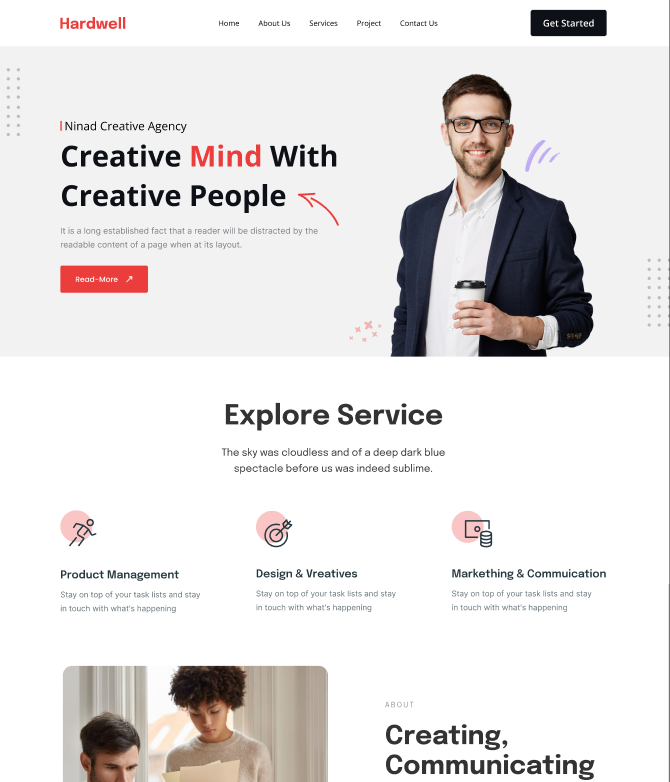 Hardwell
Home About Us Services Project Contact Us
Get Started
Ninad Creative Agency
Creative Mind With
Creative People
It is a long established fact that a reader will be distracted by the
readable content of a page when at its layout.
Read-More
Explore Service
The sky was cloudless and of a deep dark blue
spectacle before us was indeed sublime.
Product Management
Stay on top of your task lists and stay
in touch with what's happening
Design & Vreatives
Stay on top of your task lists and stay
in touch with what's happening
Markething & Commuication
Stay on top of your task lists and stay
in touch with what's happening
ABOUT
Creating,
Communicating